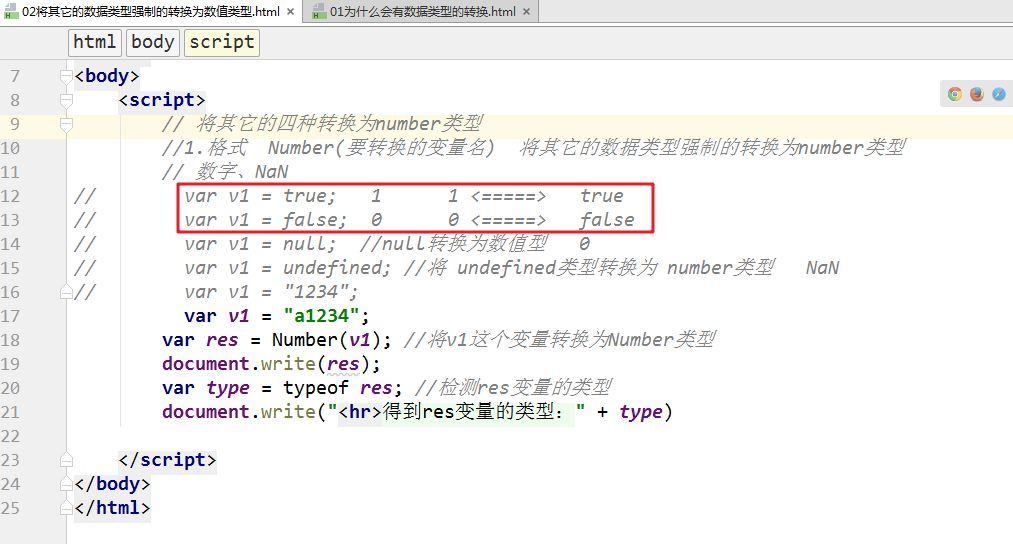 02将其它的数据类型强制的转换为数值类型.html × 01为什么会有数据类型的转换.html ×
html body script
7 <body>
8 <script>
9 // 将其它的四种转换为number类型
10 //1.格式 Number(要转换的变量名) 将其它的数据类型强制的转换为number类型
11 // 数字、NaN
12 // var v1 = true; 1 1 <=====> true
13 // var v1 = false; 0 0 <=====> false
14 // var v1 = null; //null转换为数值型 0
15 // var v1 = undefined; //将 undefined类型转换为 number类型 NaN
16 // var v1 = "1234";
17 var v1 = "a1234";
18 var res = Number(v1); //将v1这个变量转换为Number类型
19 document.write(res);
20 var type = typeof res; //检测res变量的类型
21 document.write("<hr>得到res变量的类型：" + type)
22
23 </script>
24 </body>
25 </html>